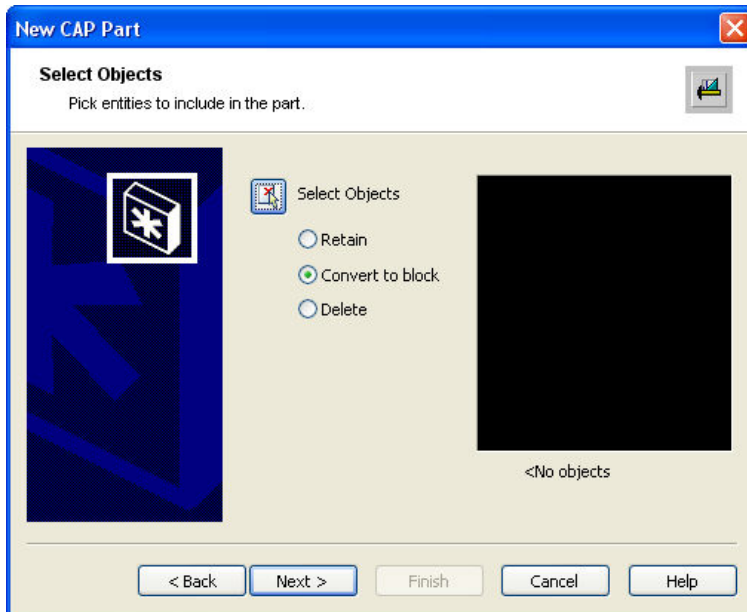 New CAP Part
Select Objects
Pick entities to include in the part.
Select Objects
Retain
Convert to block
Delete
<No objects
< Back Next > Finish Cancel Help